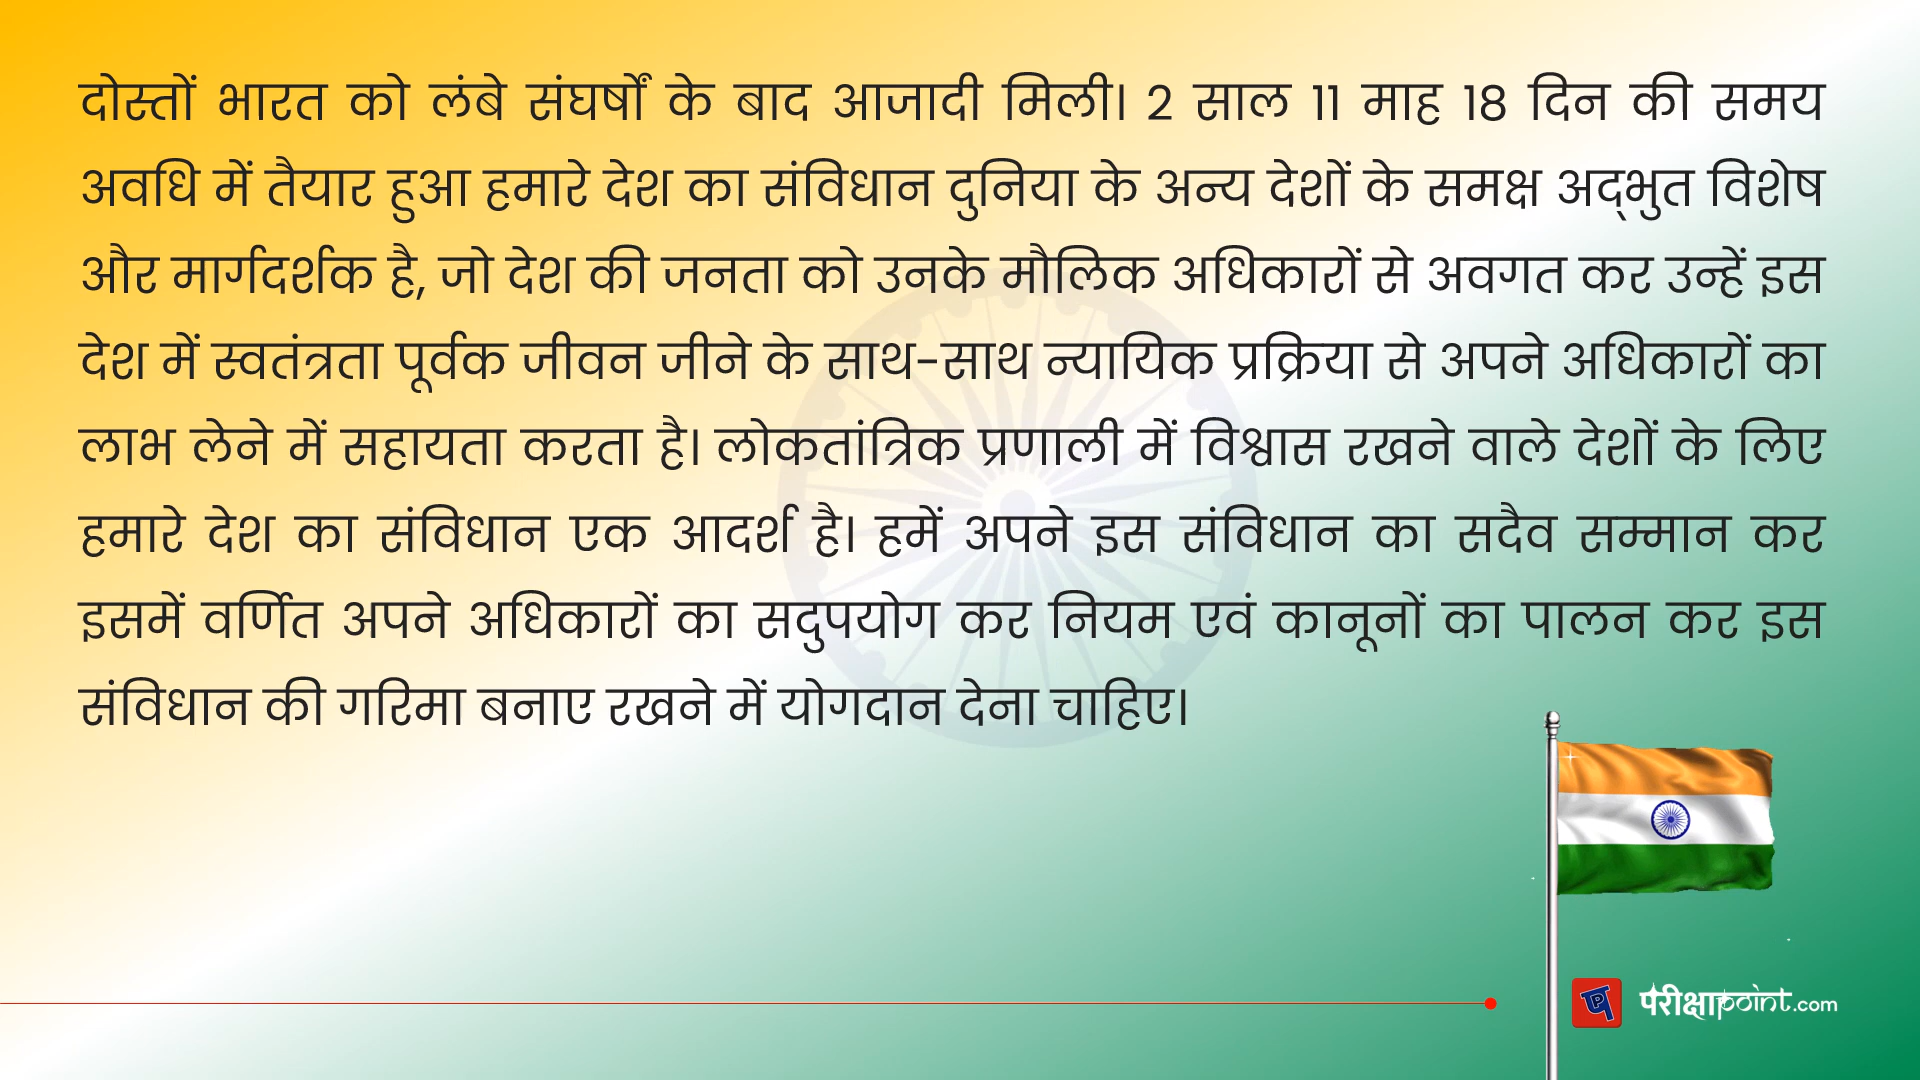 दोस्तों भारत को लंबे संघर्षों के बाद आजादी मिली। 2 साल 11 माह 18 दिन की समय
अवधि में तैयार हुआ हमारे देश का संविधान दुनिया के अन्य देशों के समक्ष अद्भुत विशेष
और मार्गदर्शक है, जो देश की जनता को उनके मौलिक अधिकारों से अवगत कर उन्हें इस
देश में स्वतंत्रता पूर्वक जीवन जीने के साथ-साथ न्यायिक प्रक्रिया से अपने अधिकारों का
लाभ लेने में सहायता करता है। लोकतांत्रिक प्रणाली में विश्वास रखने वाले देशों के लिए
हमारे देश का संविधान एक आदर्श है। हमें अपने इस संविधान का सदैव सम्मान कर
इसमें वर्णित अपने अधिकारों का सदुपयोग कर नियम एवं कानूनों का पालन कर इस
संविधान की गरिमा बनाए रखने में योगदान देना चाहिए।
परीक्षाpoint.com